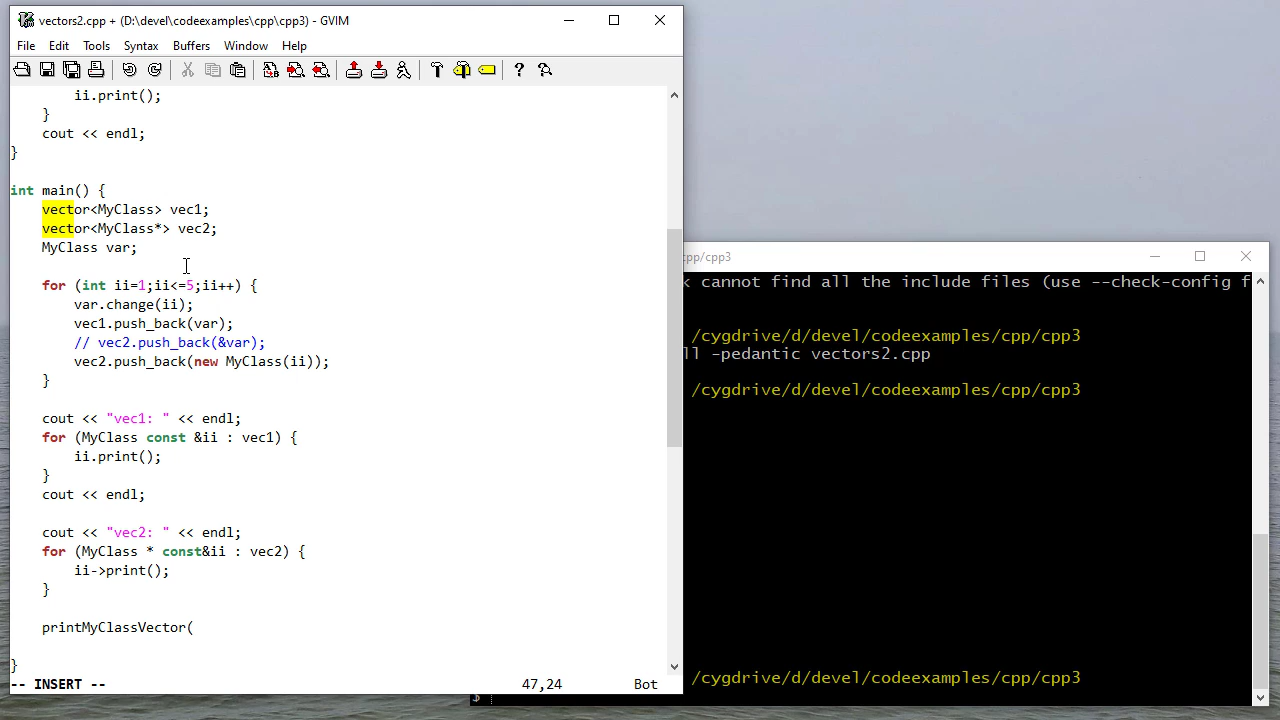 vectors2.cpp + (D:\devel\codeexamples\cpp\cpp3) - GVIM
File Edit Tools Syntax Buffers Window Help
        ii.print();
    }
    cout << endl;
}

int main() {
    vector<MyClass> vec1;
    vector<MyClass*> vec2;
    MyClass var;

    for (int ii=1;ii<=5;ii++) {
        var.change(ii);
        vec1.push_back(var);
        // vec2.push_back(&var);
        vec2.push_back(new MyClass(ii));
    }

    cout << "vec1: " << endl;
    for (MyClass const &ii : vec1) {
        ii.print();
    }
    cout << endl;

    cout << "vec2: " << endl;
    for (MyClass * const&ii : vec2) {
        ii->print();
    }

    printMyClassVector(

}
-- INSERT -- 47,24 Bot
pp/cpp3
k cannot find all the include files (use --check-config f
/cygdrive/d/devel/codeexamples/cpp/cpp3
ll -pedantic vectors2.cpp
/cygdrive/d/devel/codeexamples/cpp/cpp3
/cygdrive/d/devel/codeexamples/cpp/cpp3
$